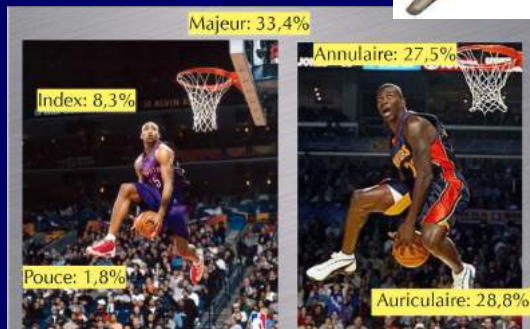 Majeur: 33,4%
Annulaire: 27,5%
Index: 8,3%
Pouce: 1,8%
Auriculaire: 28,8%